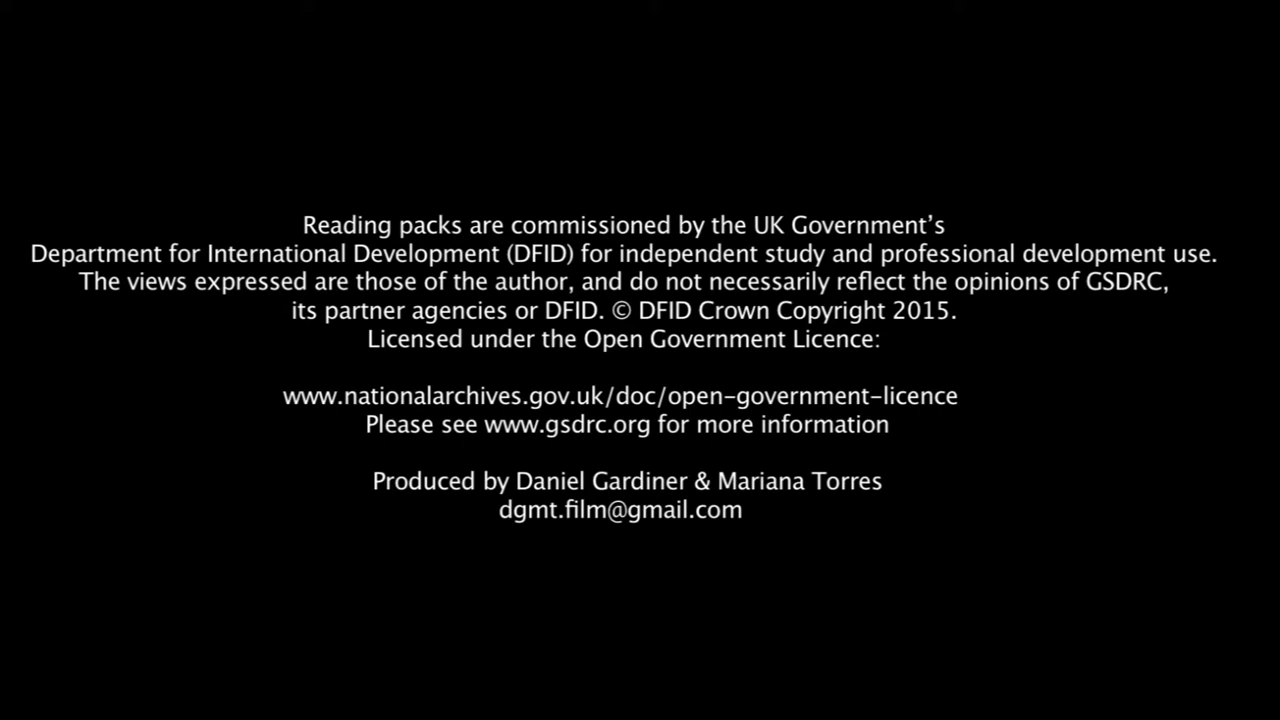 Reading packs are commissioned by the UK Government’s
Department for International Development (DFID) for independent study and professional development use.
The views expressed are those of the author, and do not necessarily reflect the opinions of GSDRC,
its partner agencies or DFID. © DFID Crown Copyright 2015.
Licensed under the Open Government Licence:
www.nationalarchives.gov.uk/doc/open-government-licence
Please see www.gsdrc.org for more information
Produced by Daniel Gardiner & Mariana Torres
dgmt.film@gmail.com